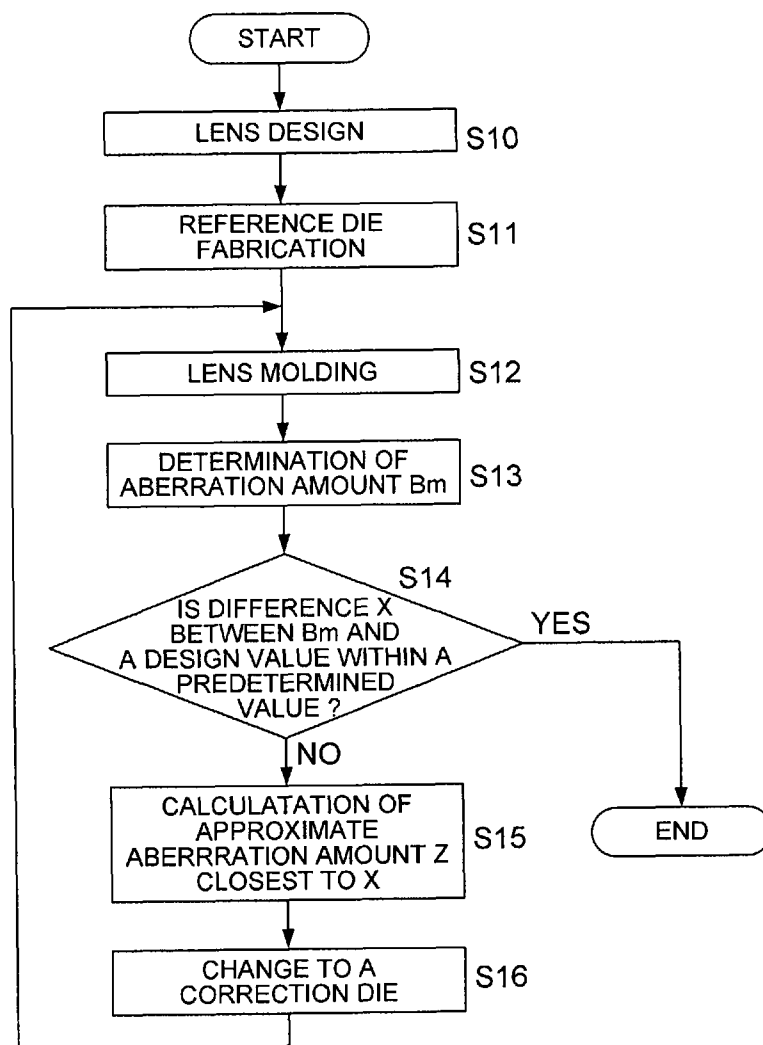 START
LENS DESIGN
S10
REFERENCE DIE
FABRICATION
S11
LENS MOLDING
S12
DETERMINATION OF
ABERRATION AMOUNT Bm
S13
S14
IS DIFFERENCE X
BETWEEN Bm AND
A DESIGN VALUE WITHIN A
PREDETERMINED
VALUE ?
YES
NO
CALCULATATION OF
APPROXIMATE
ABERRRATION AMOUNT Z
CLOSEST TO X
S15
END
CHANGE TO A
CORRECTION DIE
S16